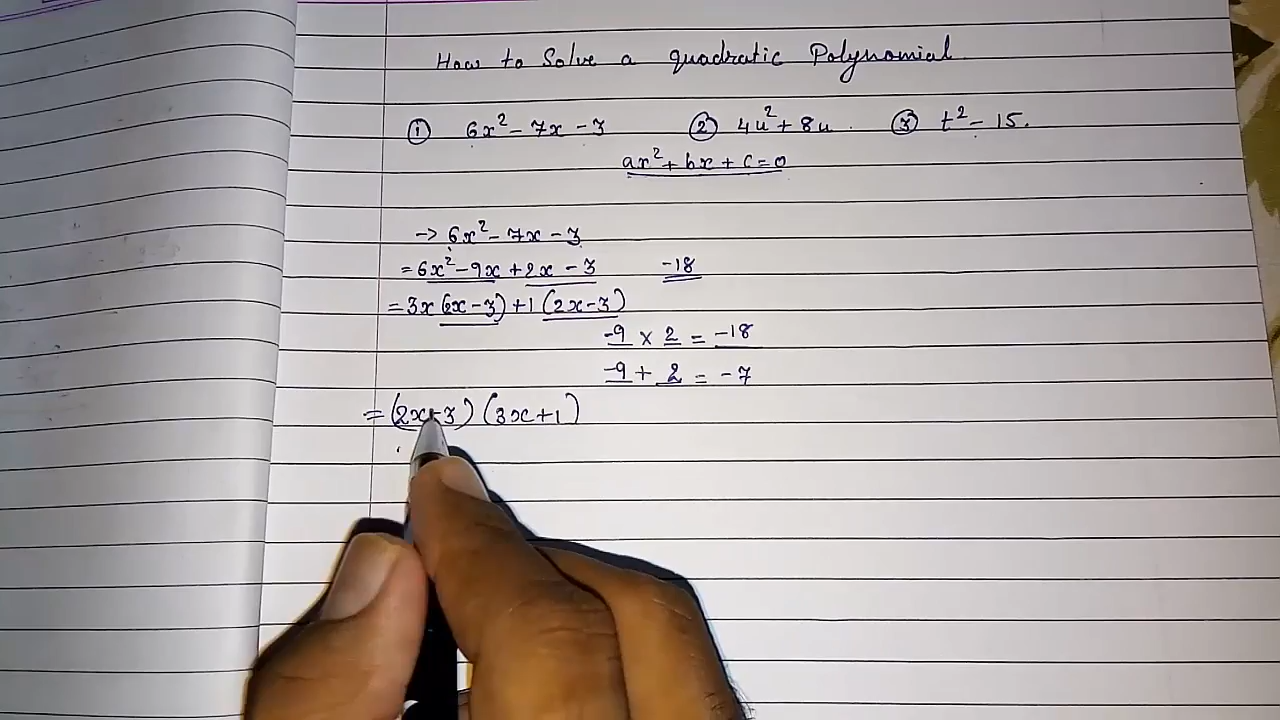 How to Solve a quadratic Polynomial
① 6x² - 7x - 3 ② 4u² + 8u. ③ t² - 15.
ax² + bx + c = 0
→ 6x² - 7x - 3
= 6x² - 9x + 2x - 3 -18
= 3x (2x - 3) + 1 (2x - 3)
-9 × 2 = -18
-9 + 2 = -7
= (2x - 3) (3x + 1)